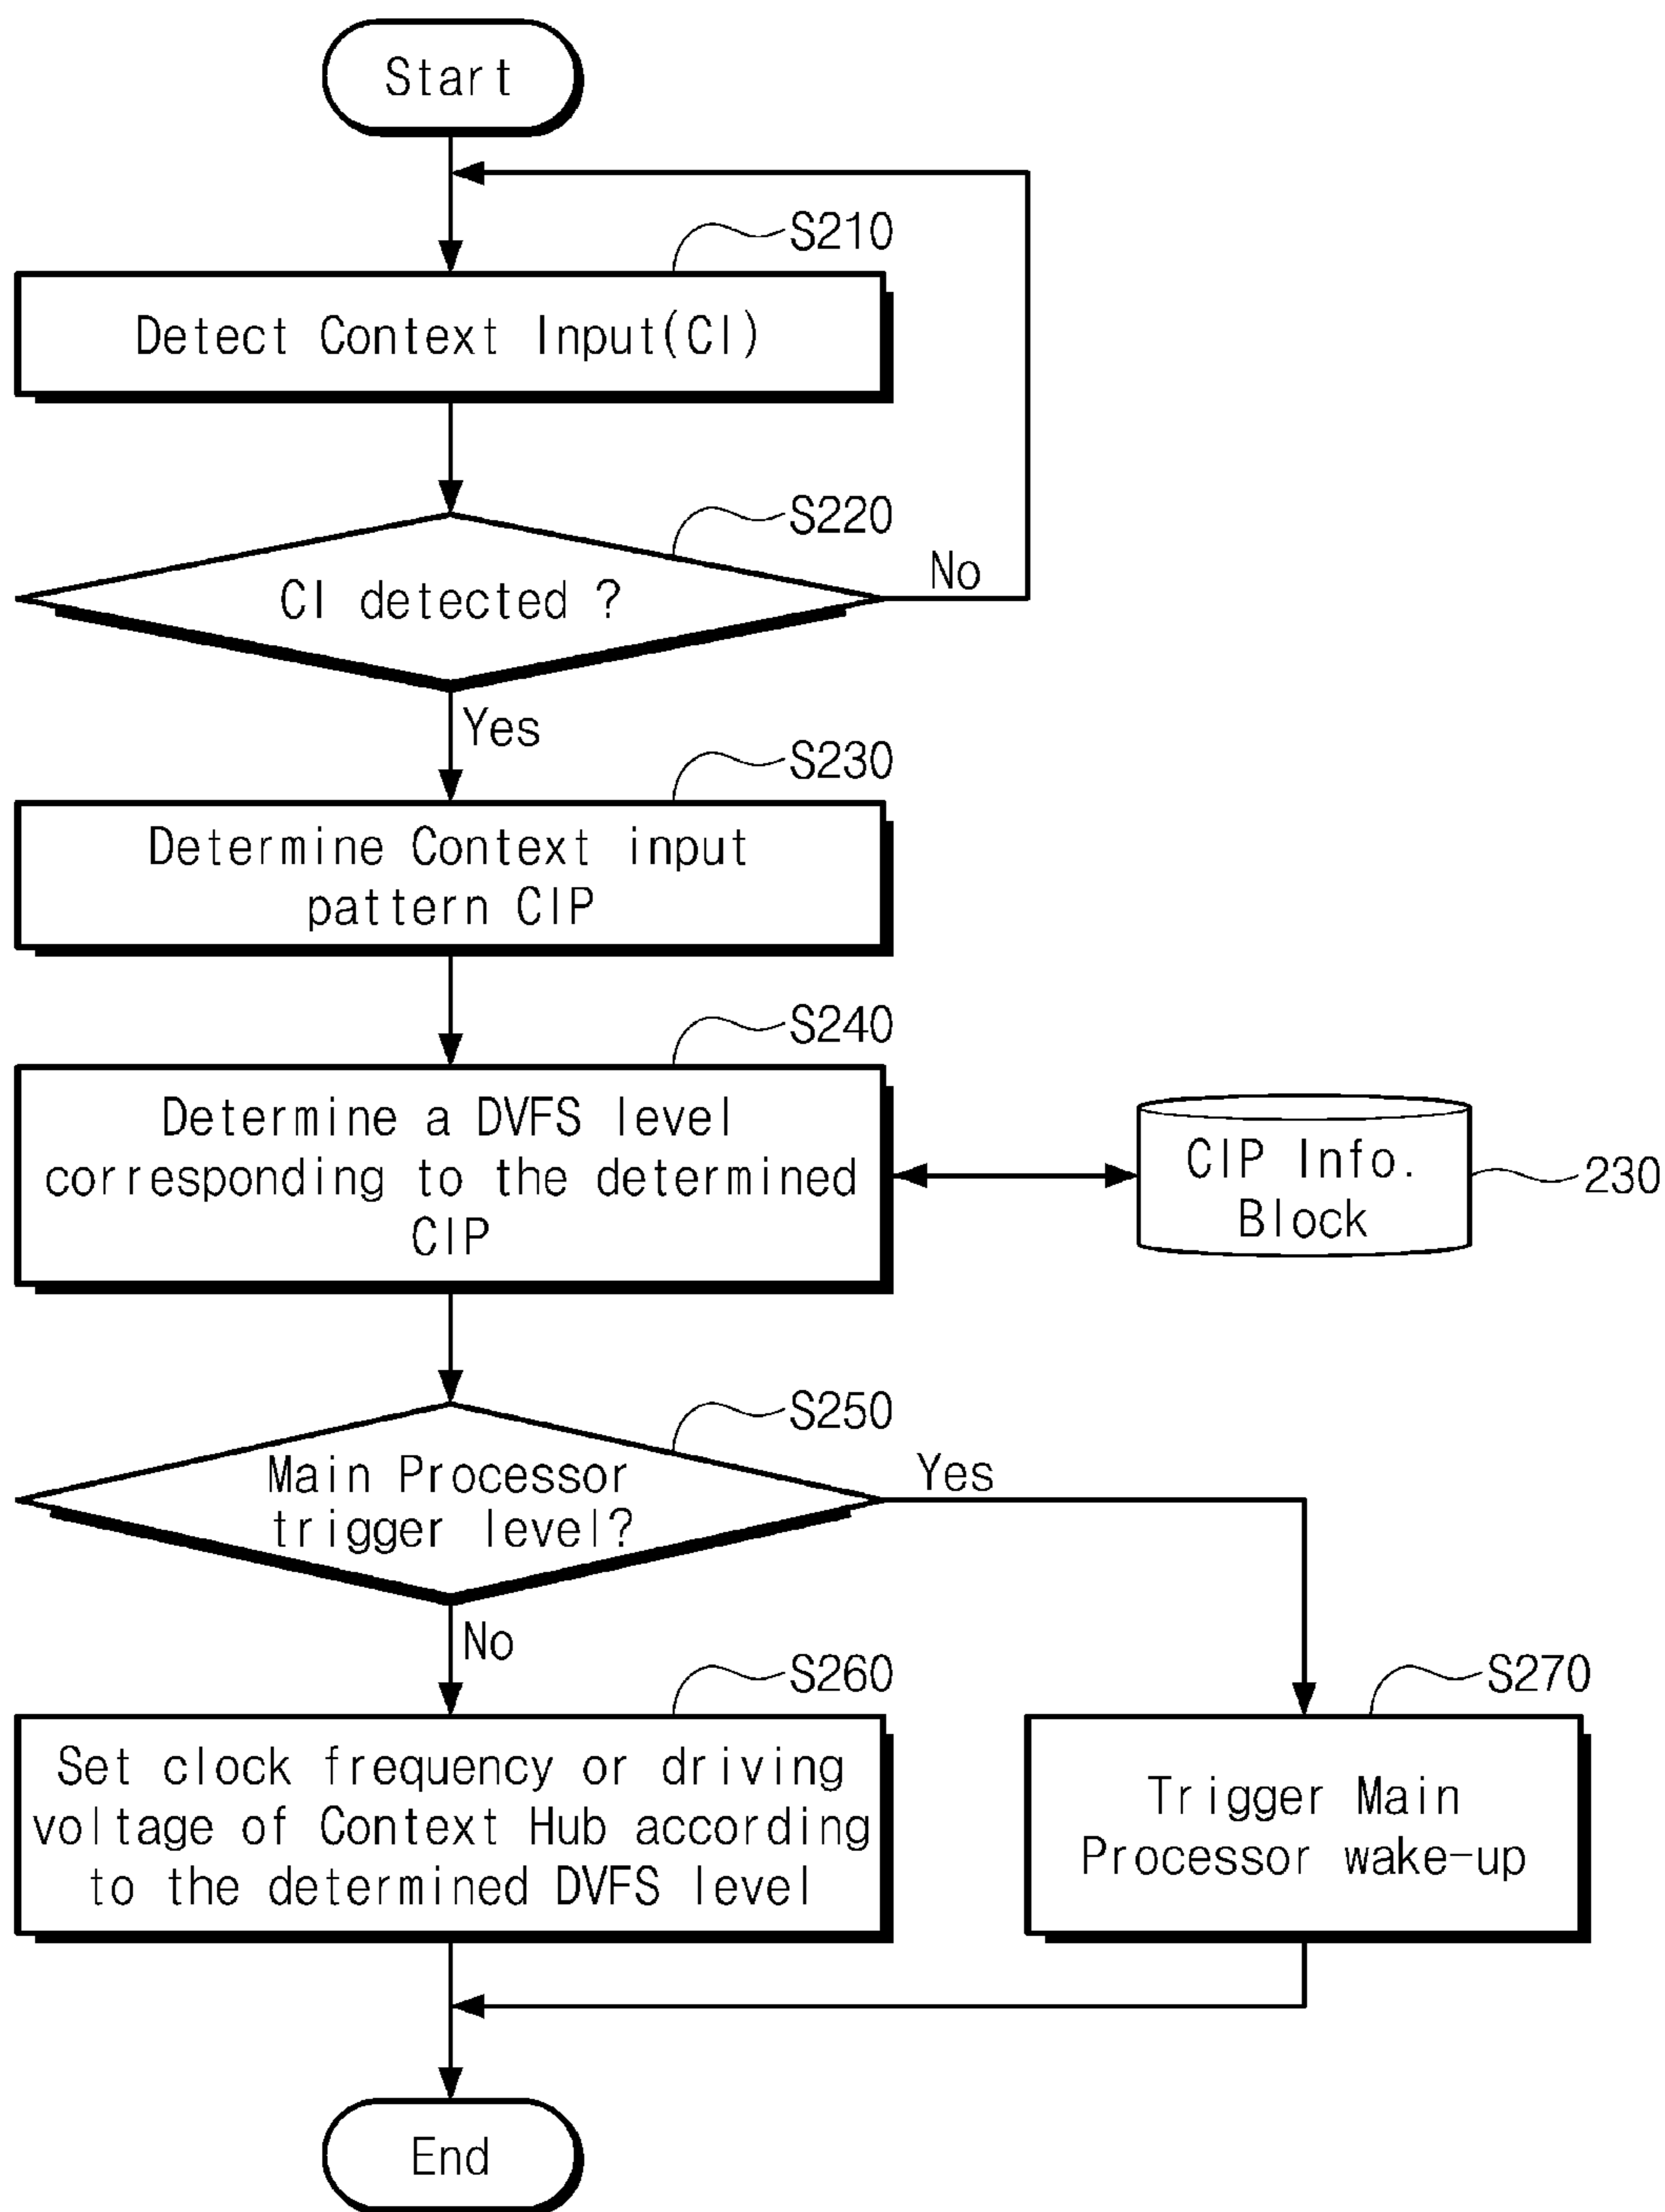 Start
S210
Detect Context Input(CI)
S220
CI detected ?
No
Yes
S230
Determine Context input
pattern CIP
S240
Determine a DVFS level
corresponding to the determined
CIP
CIP Info.
Block
230
S250
Main Processor
trigger level?
Yes
No
S260
Set clock frequency or driving
voltage of Context Hub according
to the determined DVFS level
S270
Trigger Main
Processor wake-up
End